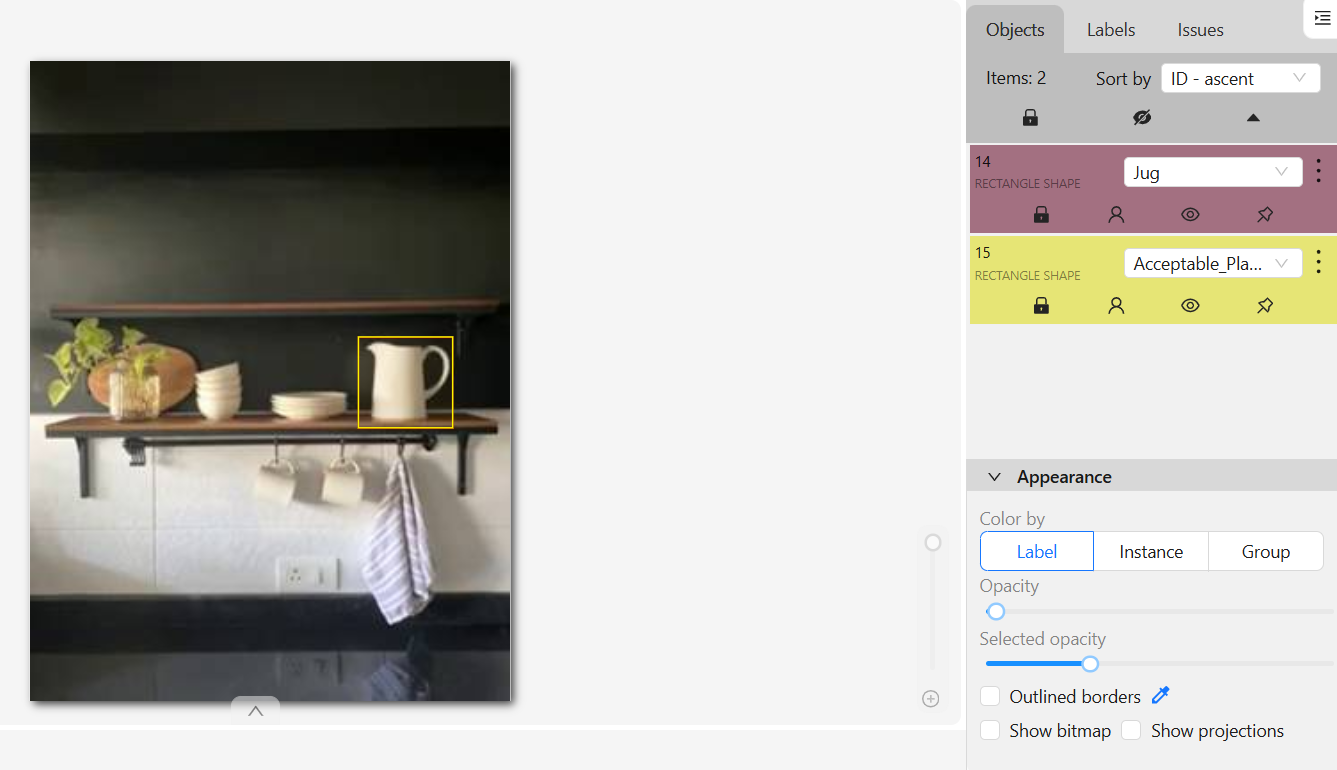 Objects Labels Issues
Items: 2 Sort by ID - ascent
14
RECTANGLE SHAPE
Jug
15
RECTANGLE SHAPE
Acceptable_Pla...
Appearance
Color by
Label Instance Group
Opacity
Selected opacity
Outlined borders
Show bitmap Show projections